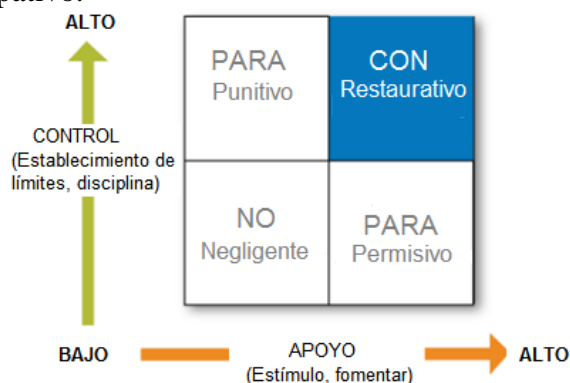 ALTO
PARA
Punitivo
CON
Restaurativo
CONTROL
(Establecimiento de
límites, disciplina)
NO
Negligente
PARA
Permisivo
BAJO
APOYO
(Estímulo, fomentar)
ALTO